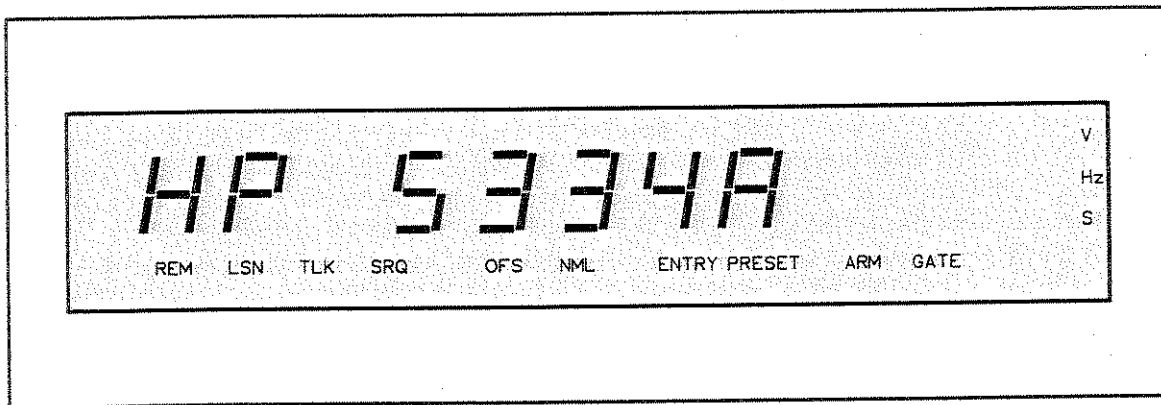 V
HP 5334A
Hz
S
REM LSN TLK SRQ OFS NML ENTRY PRESET ARM GATE